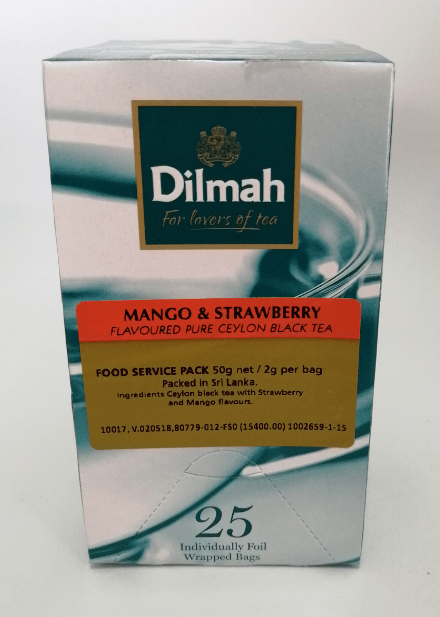 Dilmah
For lovers of tea
MANGO & STRAWBERRY
FLAVOURED PURE CEYLON BLACK TEA
FOOD SERVICE PACK 50g net / 2g per bag
Packed in Sri Lanka,
Ingredients Ceylon black tea with Strawberry
and Mango flavours.
10017, V.020518,80779-012-FS0 (15400.00) 1002659-1-15
25
Individually Foil
Wrapped Bags